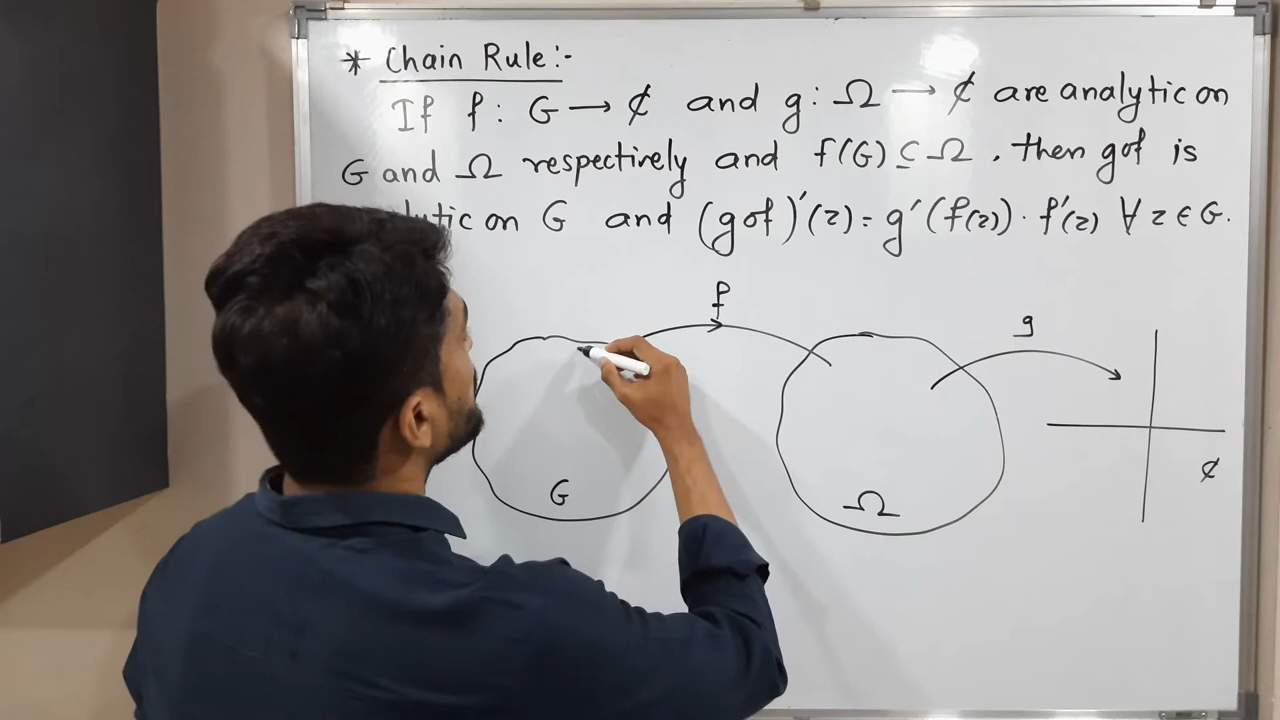 * Chain Rule:-
If f: G → ₵ and g: Ω → ₵ are analytic on
G and Ω respectively and f(G) ⊆ Ω, then gof is
lytic on G and (gof)'(z) = g'(f(z)) · f'(z) ∀ z ∈ G.
f
g
G
Ω
₵